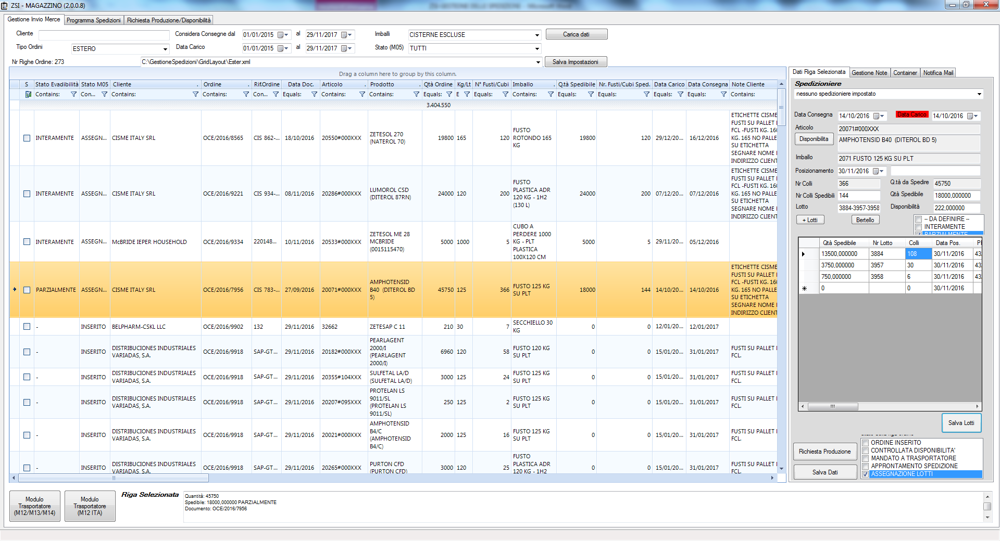 ZSI - MAGAZZINO (2.0.0.8)
Gestione Invio Merce Programma Spedizioni Richiesta Produzione/Disponibilità
Cliente Considera Consegne dal 01/01/2015 al 29/11/2017 Imballi CISTERNE ESCLUSE Carica dati
Tipo Ordini ESTERO Data Carico 01/01/2015 al 29/11/2017 Stato (M05) TUTTI
Nr Righe Ordine: 273 C:\GestioneSpedizioni\GridLayout\Ester.xml Salva Impostazioni
Drag a column here to group by this column.
S Stato Evadibilità Stato M05 Cliente Ordine Rif.Ordine Data Doc. Articolo Prodotto Qtà Ordine Kg/Lt N° Fusti/Cubi Imballo Q.tà Spedibile Nr. Fusti/Cubi Sped. Data Carico Data Consegna Note Cliente
Contains: Con... Contains: Contains: Con... Equals: Contains: Contains: Equals: E Equals: Contains: Equals: Equals: Equals: Equals: Contains:
3.404.550
INTERAMENTE ASSEGN... CISME ITALY SRL OCE/2016/8565 CIS 862-... 18/10/2016 20550#000XXX ZETESOL 270 (NATEROL 70) 19800 165 120 FUSTO ROTONDO 165 KG 19800 120 29/12/20... 16/12/2016
ETICHETTE CISME
FUSTI SU PALLET
FCL -FUSTI KG. 160
KG. 165 NO PALLE
SU ETICHETTA
SEGNARE NOME
INDIRIZZO CLIENT
INTERAMENTE ASSEGN... CISME ITALY SRL OCE/2016/9221 CIS 934-... 08/11/2016 20286#000XXX LUMOROL CSD (DITEROL 87RN) 24000 120 200 FUSTO PLASTICA ADR 120 KG - 1H2 (130 L) 24000 200 07/12/20... 07/12/2016
ETICHETTE CISME
FUSTI SU PALLET
FCL -FUSTI KG. 160
KG. 165 NO PALLE
SU ETICHETTA
SEGNARE NOME
INDIRIZZO CLIENT
INTERAMENTE ASSEGN... McBRIDE IEPER HOUSEHOLD OCE/2016/9334 220148... 10/11/2016 20533#000XXX ZETESOL ME 28 MCBRIDE (0015115470) 5000 1000 5 CUBO A PERDERE 1000 KG - PLT PLASTICA 100X120 CM 5000 5 29/11/20... 05/12/2016
PARZIALMENTE ASSEGN... CISME ITALY SRL OCE/2016/7956 CIS 783-... 27/09/2016 20071#000XXX AMPHOTENSID B40 (DITEROL BD 5) 45750 125 366 FUSTO 125 KG SU PLT 18000 144 14/10/20... 14/10/2016
ETICHETTE CISME
FUSTI SU PALLET
FCL -FUSTI KG. 160
KG. 165 NO PALLE
SU ETICHETTA
SEGNARE NOME
INDIRIZZO CLIENT
- INSERITO BELPHARM-CSKL LLC OCE/2016/9902 132 29/11/2016 32662 ZETESAP C 11 210 30 7 SECCHIELLO 30 KG 0 0 12/01/20... 12/01/2017
- INSERITO DISTRIBUCIONES INDUSTRIALES VARIADAS, S.A. OCE/2016/9918 SAP-GT... 29/11/2016 20182#000XXX PEARLAGENT 2000/I (PEARLAGENT 2000/I) 6960 120 58 FUSTO 120 KG SU PLT 0 0 15/01/20... 31/01/2017 FUSTI SU PALLET FCL.
- INSERITO DISTRIBUCIONES INDUSTRIALES VARIADAS, S.A. OCE/2016/9918 SAP-GT... 29/11/2016 20355#104XXX SULFETAL LA/D (SULFETAL LA/D) 3000 125 24 FUSTO 125 KG SU PLT 0 0 15/01/20... 31/01/2017 FUSTI SU PALLET FCL.
- INSERITO DISTRIBUCIONES INDUSTRIALES VARIADAS, S.A. OCE/2016/9918 SAP-GT... 29/11/2016 20207#095XXX PROTELAN LS 9011/SL (PROTELAN LS 9011/SL) 250 125 2 FUSTO 125 KG SU PLT 0 0 15/01/20... 31/01/2017 FUSTI SU PALLET FCL.
- INSERITO DISTRIBUCIONES INDUSTRIALES VARIADAS, S.A. OCE/2016/9918 SAP-GT... 29/11/2016 20021#000XXX AMPHOTENSID B4/C (AMPHOTENSID B4/C) 2000 125 16 FUSTO 125 KG SU PLT 0 0 15/01/20... 31/01/2017 FUSTI SU PALLET FCL.
- INSERITO DISTRIBUCIONES INDUSTRIALES VARIADAS, S.A. OCE/2016/9918 SAP-GT... 29/11/2016 20265#000XXX PURTON CFD (PURTON CFD) 3000 120 25 FUSTO PLASTICA ADR 120 KG - 1H2 0 0 15/01/20... 31/01/2017 FUSTI SU PALLET FCL.
Dati Riga Selezionata Gestione Note Container Notifica Mail
Spedizioniere
nessuno spedizioniere impostato
Data Consegna 14/10/2016 Data Carico 14/10/2016
Articolo 20071#000XXX
Disponibilita AMPHOTENSID B40 (DITEROL BD 5)
Imballo 2071 FUSTO 125 KG SU PLT
Posizionamento 30/11/2016
Nr Colli 366 Q.tà da Spedire 45750
Nr Colli Spedibili 144 Qtà Spedibile 18000,000000
Lotto 3884-3957-3958 Disponibilità 222,000000
+ Lotti Bertello
-- DA DEFINIRE --
INTERAMENTE
PARZIALMENTE
Qtà Spedibile Nr Lotto Colli Data Pos.
13500,000000 3884 108 30/11/2016
3750,000000 3957 30 30/11/2016
750,000000 3958 6 30/11/2016
0 0 30/11/2016
Salva Lotti
Richiesta Produzione
Salva Dati
ORDINE INSERITO
CONTROLLATA DISPONIBILITA'
MANDATO A TRASPORTATORE
APPRONTAMENTO SPEDIZIONE
ASSEGNAZIONE LOTTI
Modulo Trasportatore (M12/M13/M14)
Modulo Trasportatore (M12 ITA)
Riga Selezionata
Quantità: 45750
Spedibile: 18000,000000 PARZIALMENTE
Documento: OCE/2016/7956